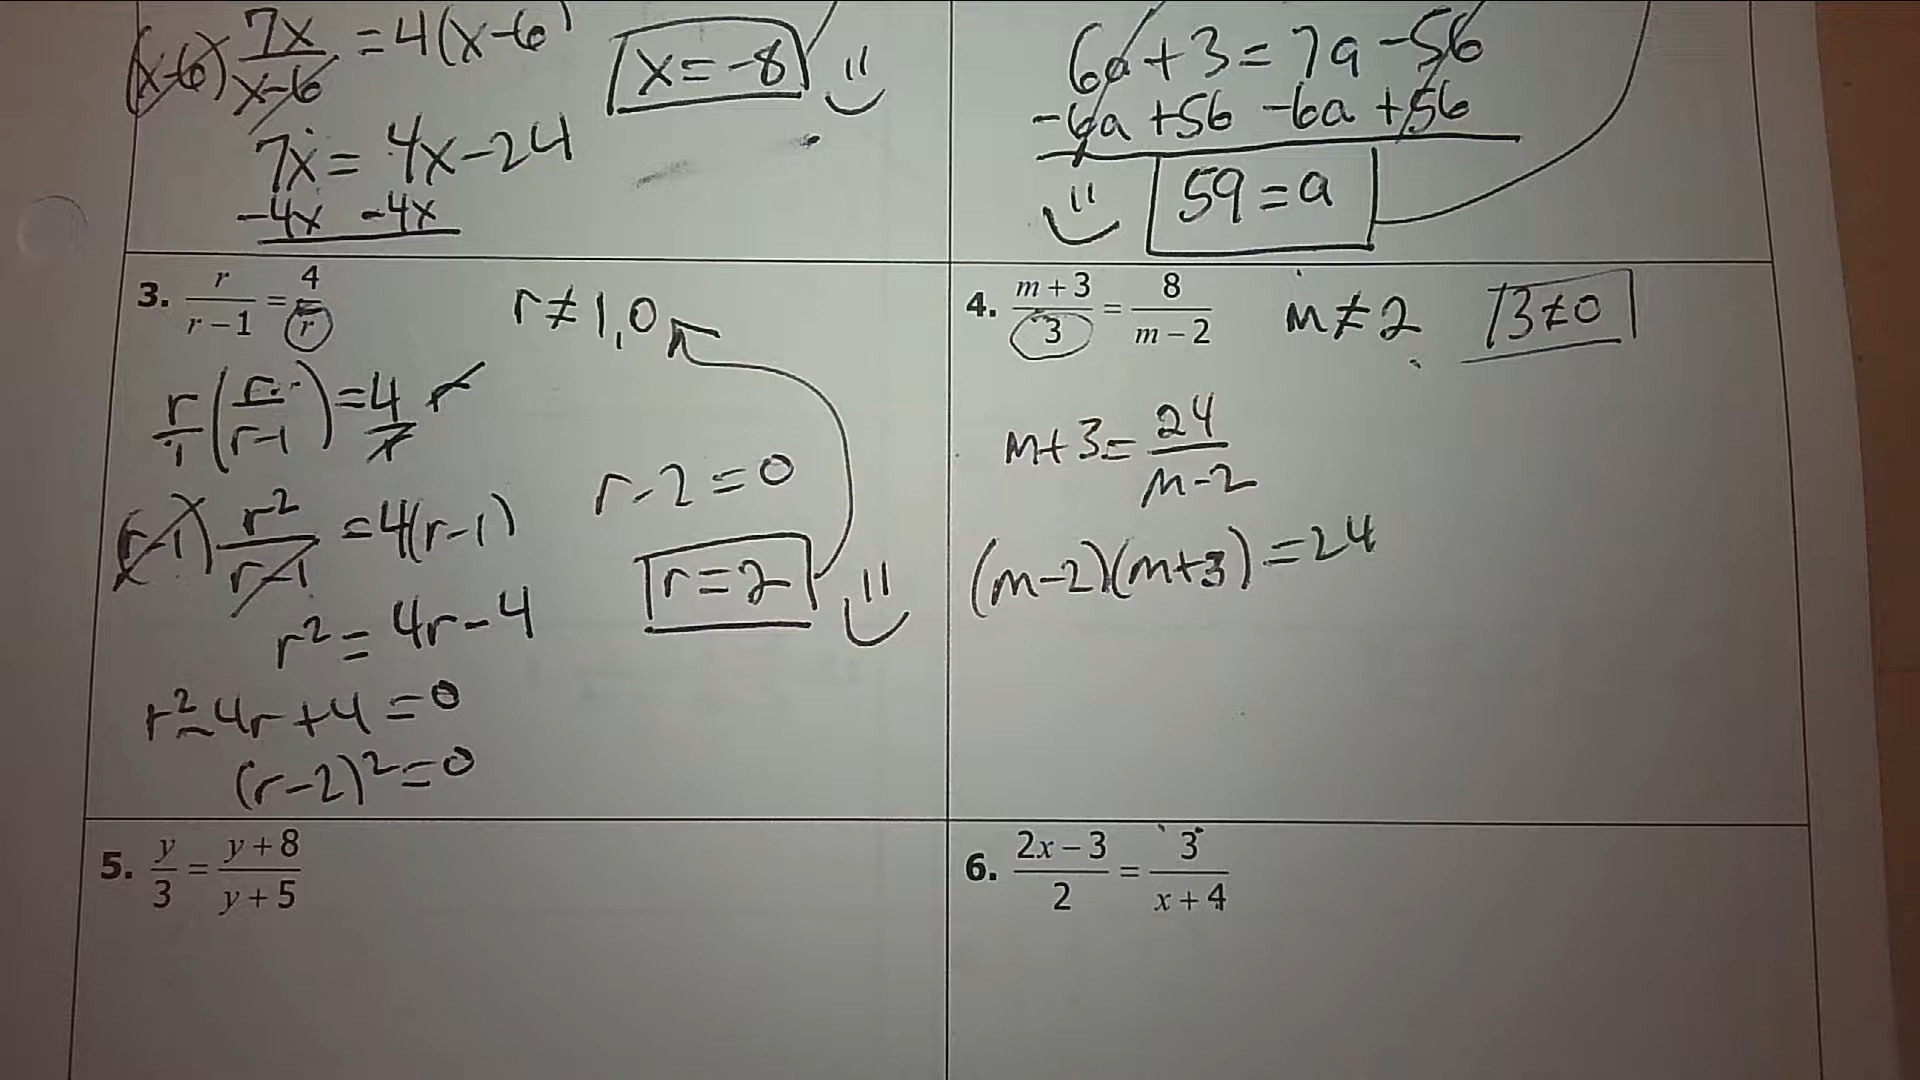 (x-6) 7x/x-6 = 4(x-6)
7x = 4x-24
-4x -4x
x = -8
6a+3 = 7a-56
-6a +56 -6a +56
59 = a
3. r/r-1 = 4/r
r≠1,0
r/1 (r/r-1) = 4/r r
(r-1) r²/r-1 = 4(r-1)
r² = 4r-4
r²-4r+4=0
(r-2)²=0
r-2=0
r=2
4. m+3/3 = 8/m-2
m≠2
3≠0
m+3 = 24/m-2
(m-2)(m+3)=24
5. y/3 = y+8/y+5
6. 2x-3/2 = 3/x+4